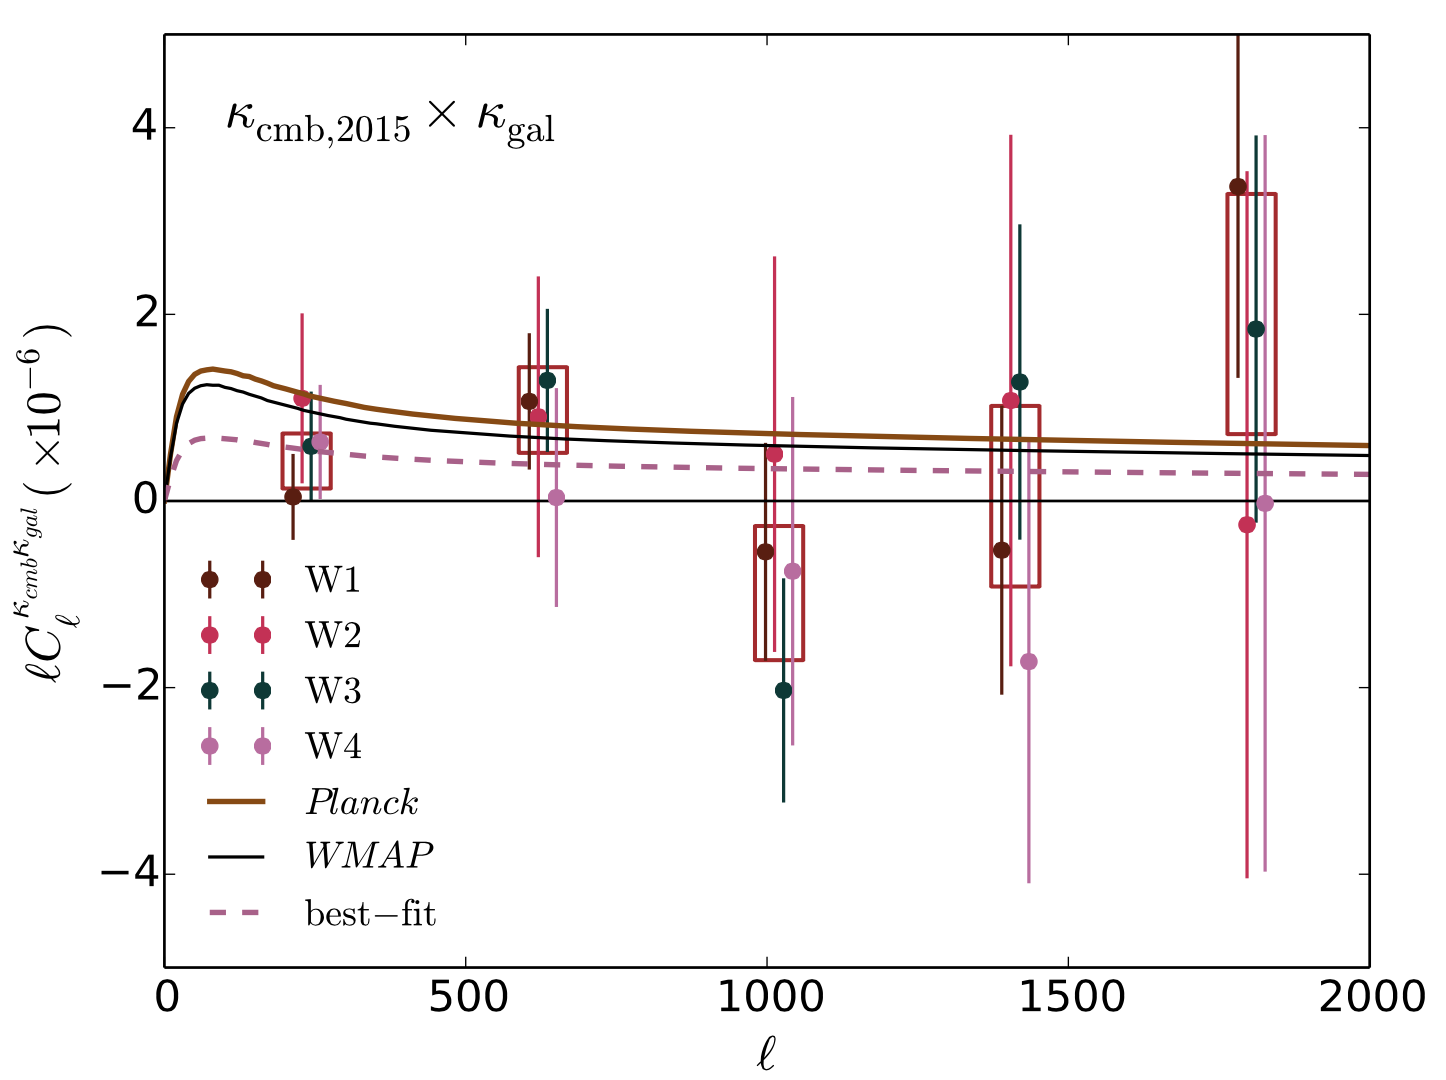 κcmb,2015 × κgal
4
2
0
−2
−4
ℓCℓ^κcmbκgal ( ×10−6 )
W1
W2
W3
W4
Planck
WMAP
best−fit
0 500 1000 1500 2000
ℓ